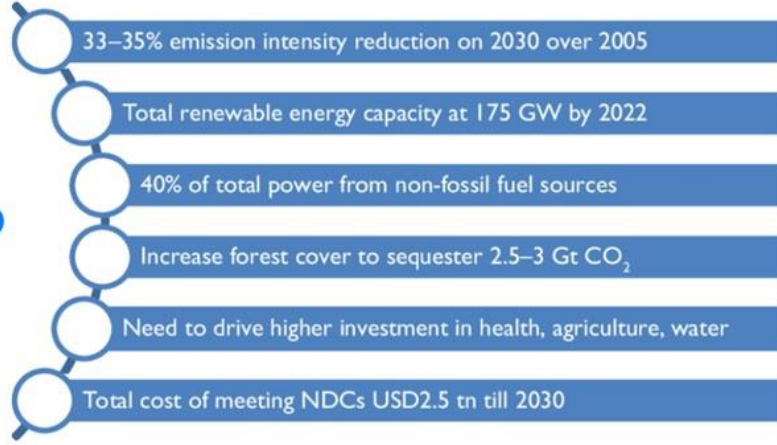 33–35% emission intensity reduction on 2030 over 2005
Total renewable energy capacity at 175 GW by 2022
40% of total power from non-fossil fuel sources
Increase forest cover to sequester 2.5–3 Gt CO₂
Need to drive higher investment in health, agriculture, water
Total cost of meeting NDCs USD2.5 tn till 2030